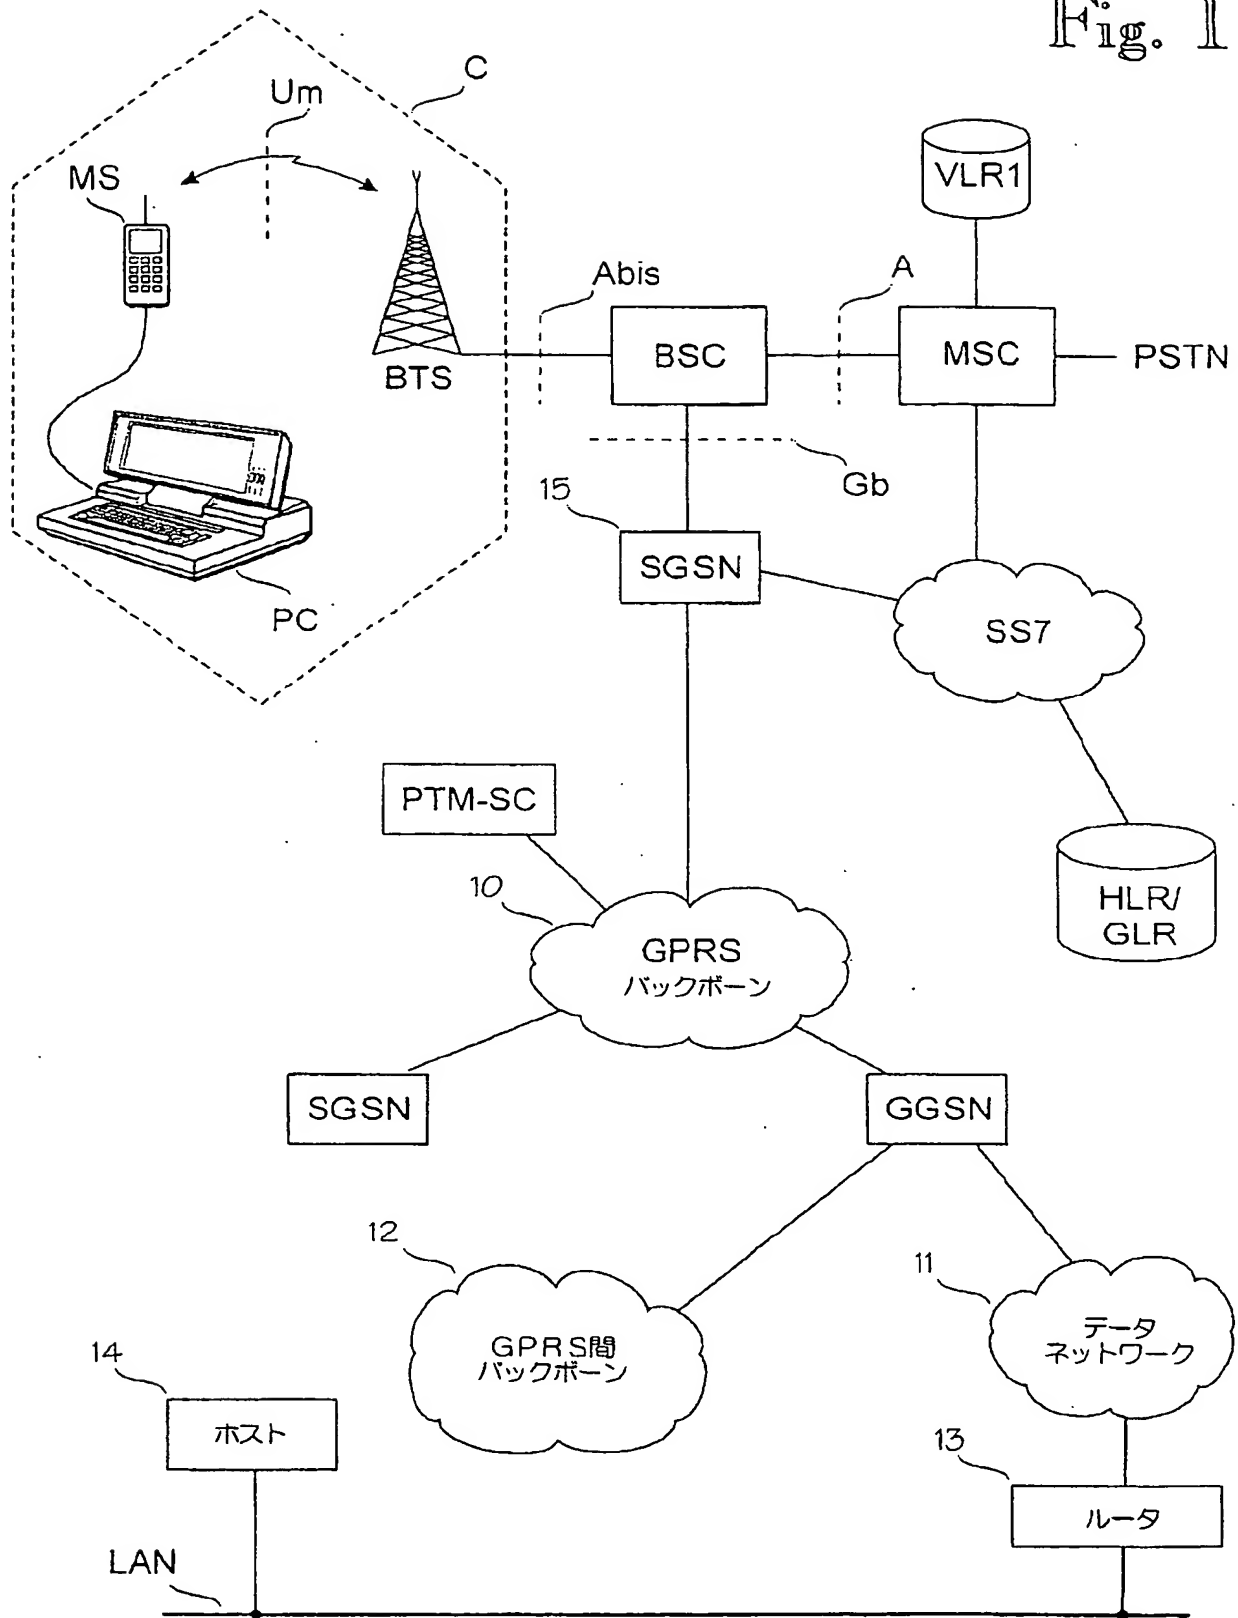 Fig. 1
C
Um
MS
VLR1
Abis
A
BSC
MSC
PSTN
BTS
Gb
15
SGSN
PC
SS7
PTM-SC
10
HLR/
GLR
GPRS
バックボーン
SGSN
GGSN
12
11
GPRS間
バックボーン
データ
ネットワーク
14
ホスト
13
ルータ
LAN